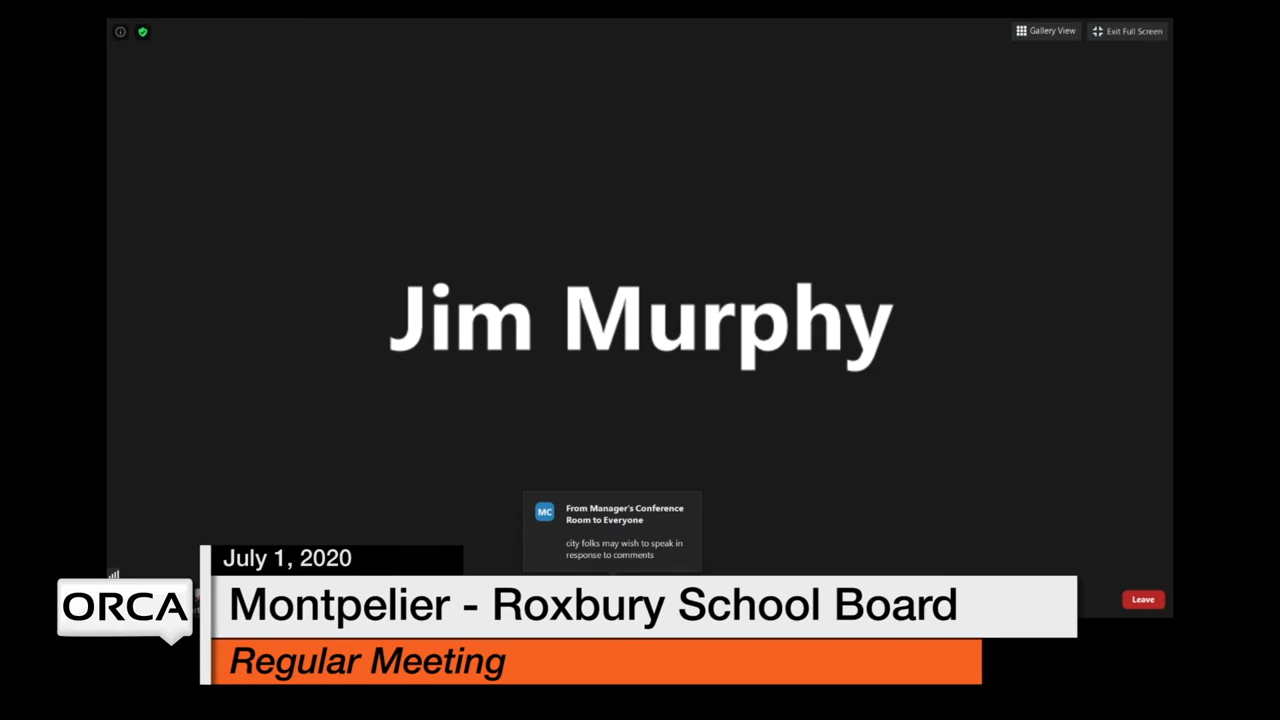 Gallery View
Exit Full Screen
Jim Murphy
MC
From Manager's Conference
Room to Everyone
city folks may wish to speak in
response to comments
July 1, 2020
ORCA
Montpelier - Roxbury School Board
Leave
Regular Meeting